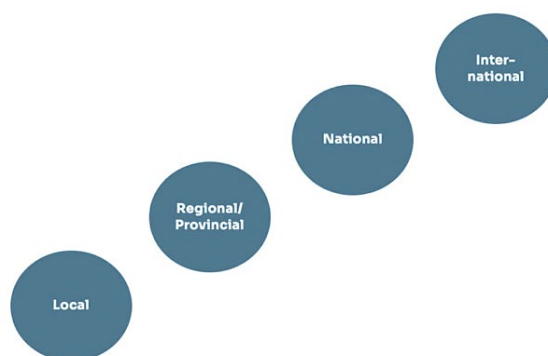 Inter-
national
National
Regional/
Provincial
Local